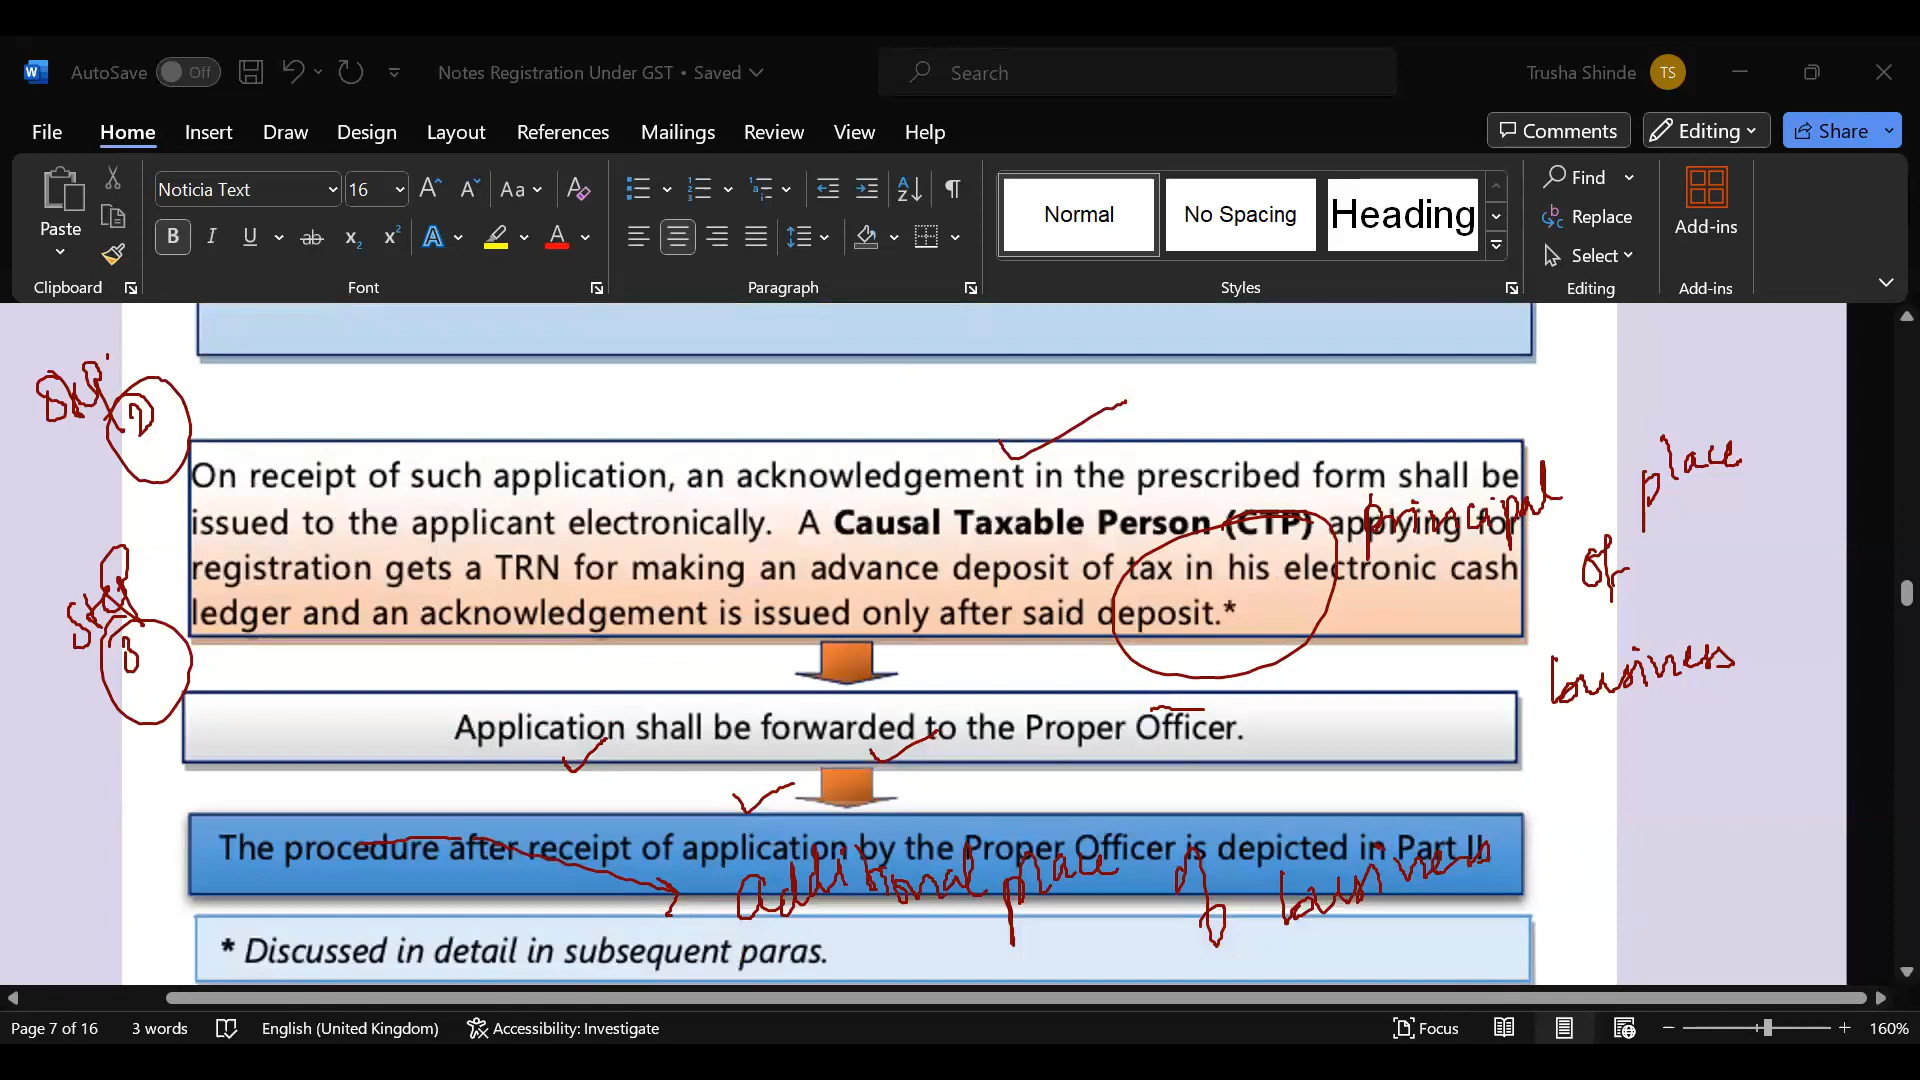 AutoSave Off Notes Registration Under GST • Saved Search Trusha Shinde TS
File Home Insert Draw Design Layout References Mailings Review View Help Comments Editing Share
Paste Noticia Text 16 Aa Normal No Spacing Heading Find Replace Select Add-ins
B I U ab x₂ x² A A
Clipboard Font Paragraph Styles Editing Add-ins
On receipt of such application, an acknowledgement in the prescribed form shall be
issued to the applicant electronically. A Causal Taxable Person (CTP) applying for
registration gets a TRN for making an advance deposit of tax in his electronic cash
ledger and an acknowledgement is issued only after said deposit.*
principal place
of
business
Application shall be forwarded to the Proper Officer.
The procedure after receipt of application by the Proper Officer is depicted in Part II
additional place of business
* Discussed in detail in subsequent paras.
Page 7 of 16 3 words English (United Kingdom) Accessibility: Investigate Focus 160%